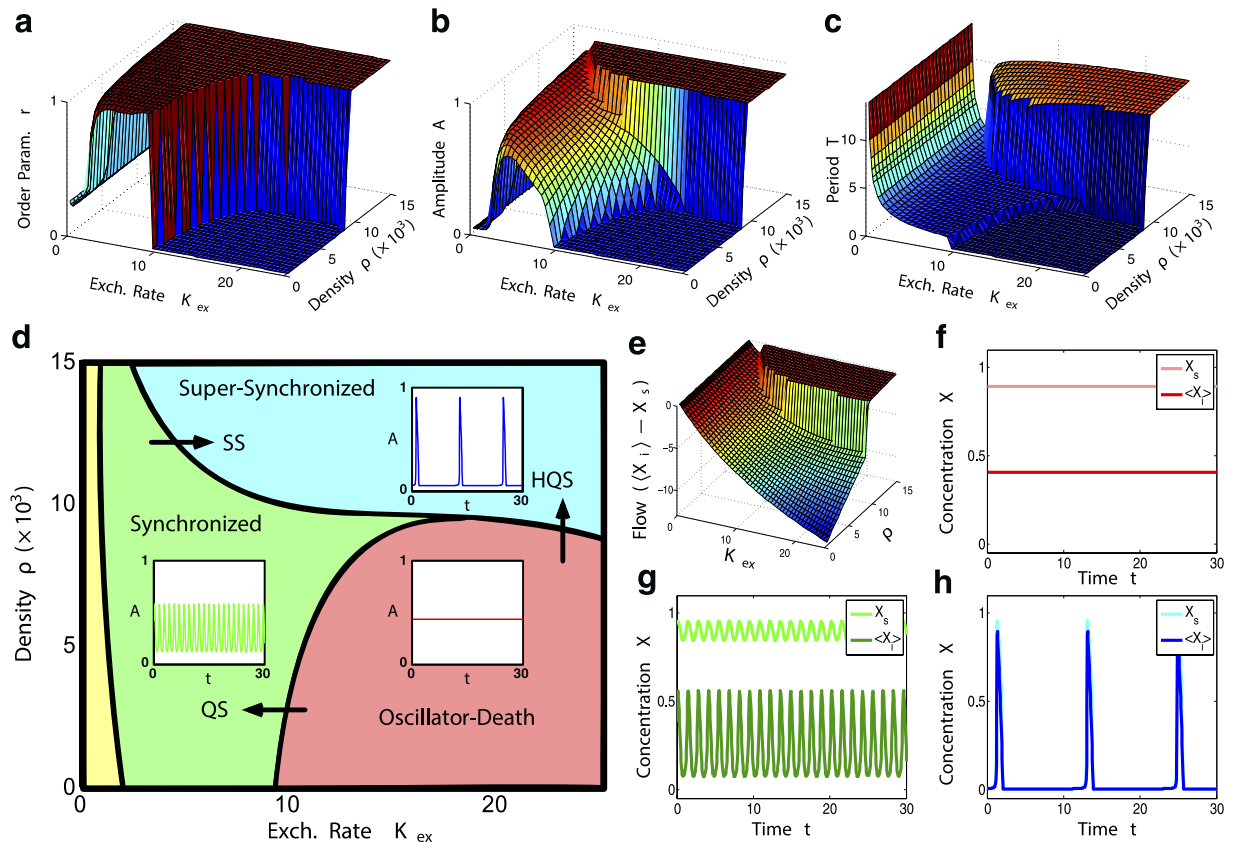 a
b
c
Order Param. r
1
0
0
10
20
0
5
10
15
Exch. Rate K ex
Density ρ (× 10³)
Amplitude A
1
0
0
10
20
0
5
10
15
Exch. Rate K ex
Density ρ (× 10³)
Period T
10
5
0
0
10
20
0
5
10
15
Exch. Rate K ex
Density ρ (× 10³)
d
Density ρ (× 10³)
15
10
5
0
0
10
20
Exch. Rate K ex
Super-Synchronized
SS
1
A
0
0
t
30
HQS
Synchronized
1
A
0
0
t
30
1
A
0
0
t
30
QS
Oscillator-Death
e
Flow (⟨X i⟩ − X s)
0
−5
−10
0
10
20
K ex
0
5
10
15
ρ
f
Concentration X
1
0.5
0
0
10
20
30
Time t
X s
<X i>
g
Concentration X
1
0.5
0
0
10
20
30
Time t
X s
<X i>
h
Concentration X
1
0.5
0
0
10
20
30
Time t
X s
<X i>